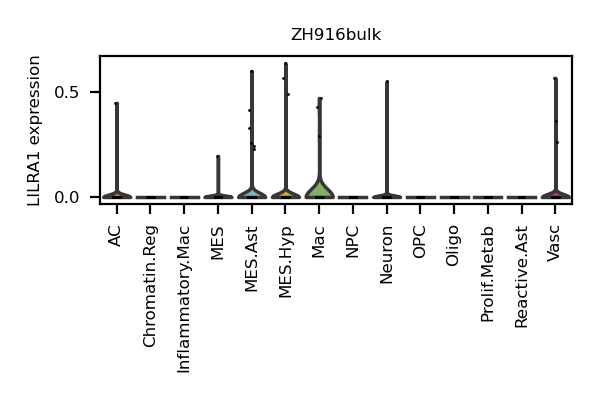 ZH916bulk
LILRA1 expression
0.5
0.0
AC
Chromatin.Reg
Inflammatory.Mac
MES
MES.Ast
MES.Hyp
Mac
NPC
Neuron
OPC
Oligo
Prolif.Metab
Reactive.Ast
Vasc